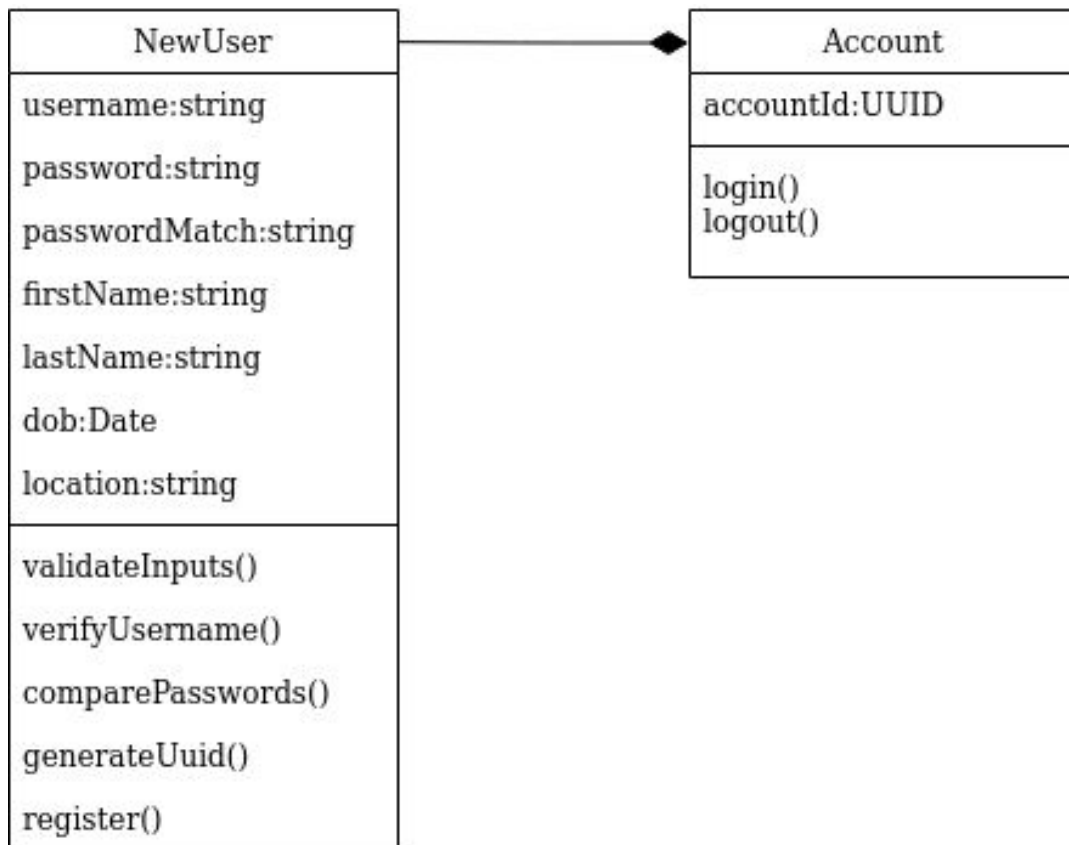 NewUser
username:string
password:string
passwordMatch:string
firstName:string
lastName:string
dob:Date
location:string
validateInputs()
verifyUsername()
comparePasswords()
generateUuid()
register()
Account
accountId:UUID
login()
logout()